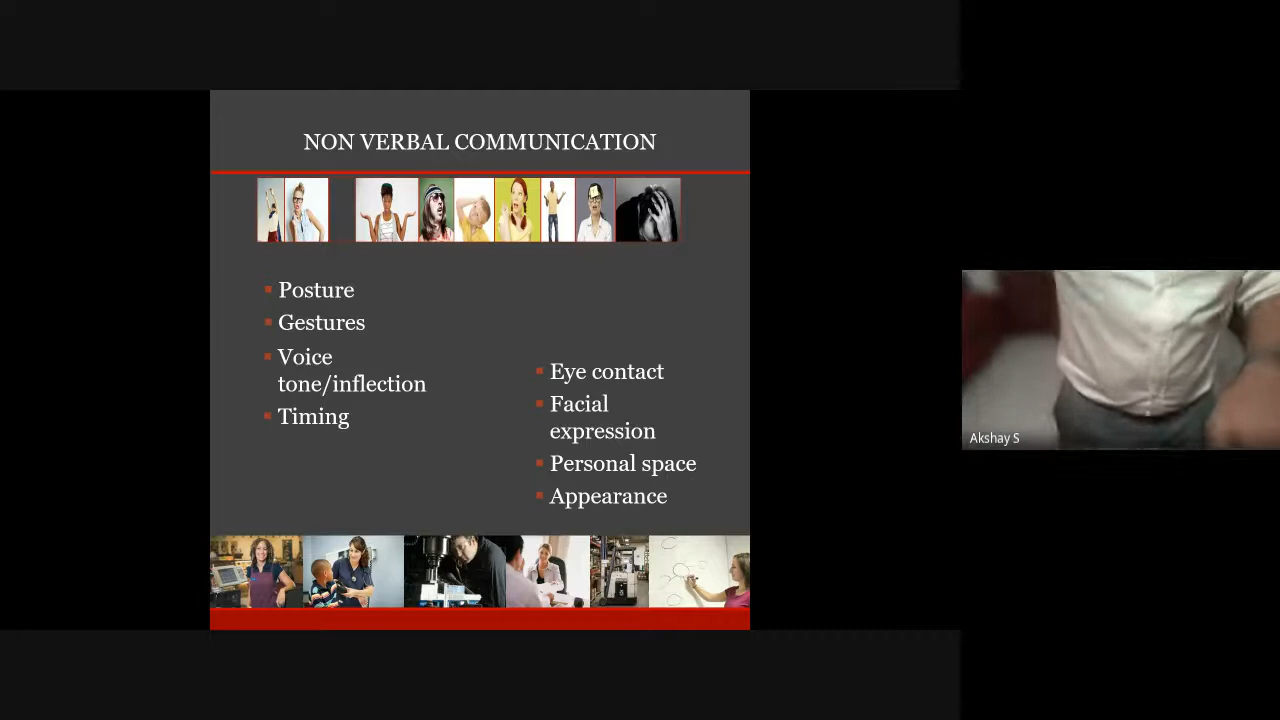 NON VERBAL COMMUNICATION
Posture
Gestures
Voice
tone/inflection
Timing
Eye contact
Facial
expression
Personal space
Appearance
Akshay S